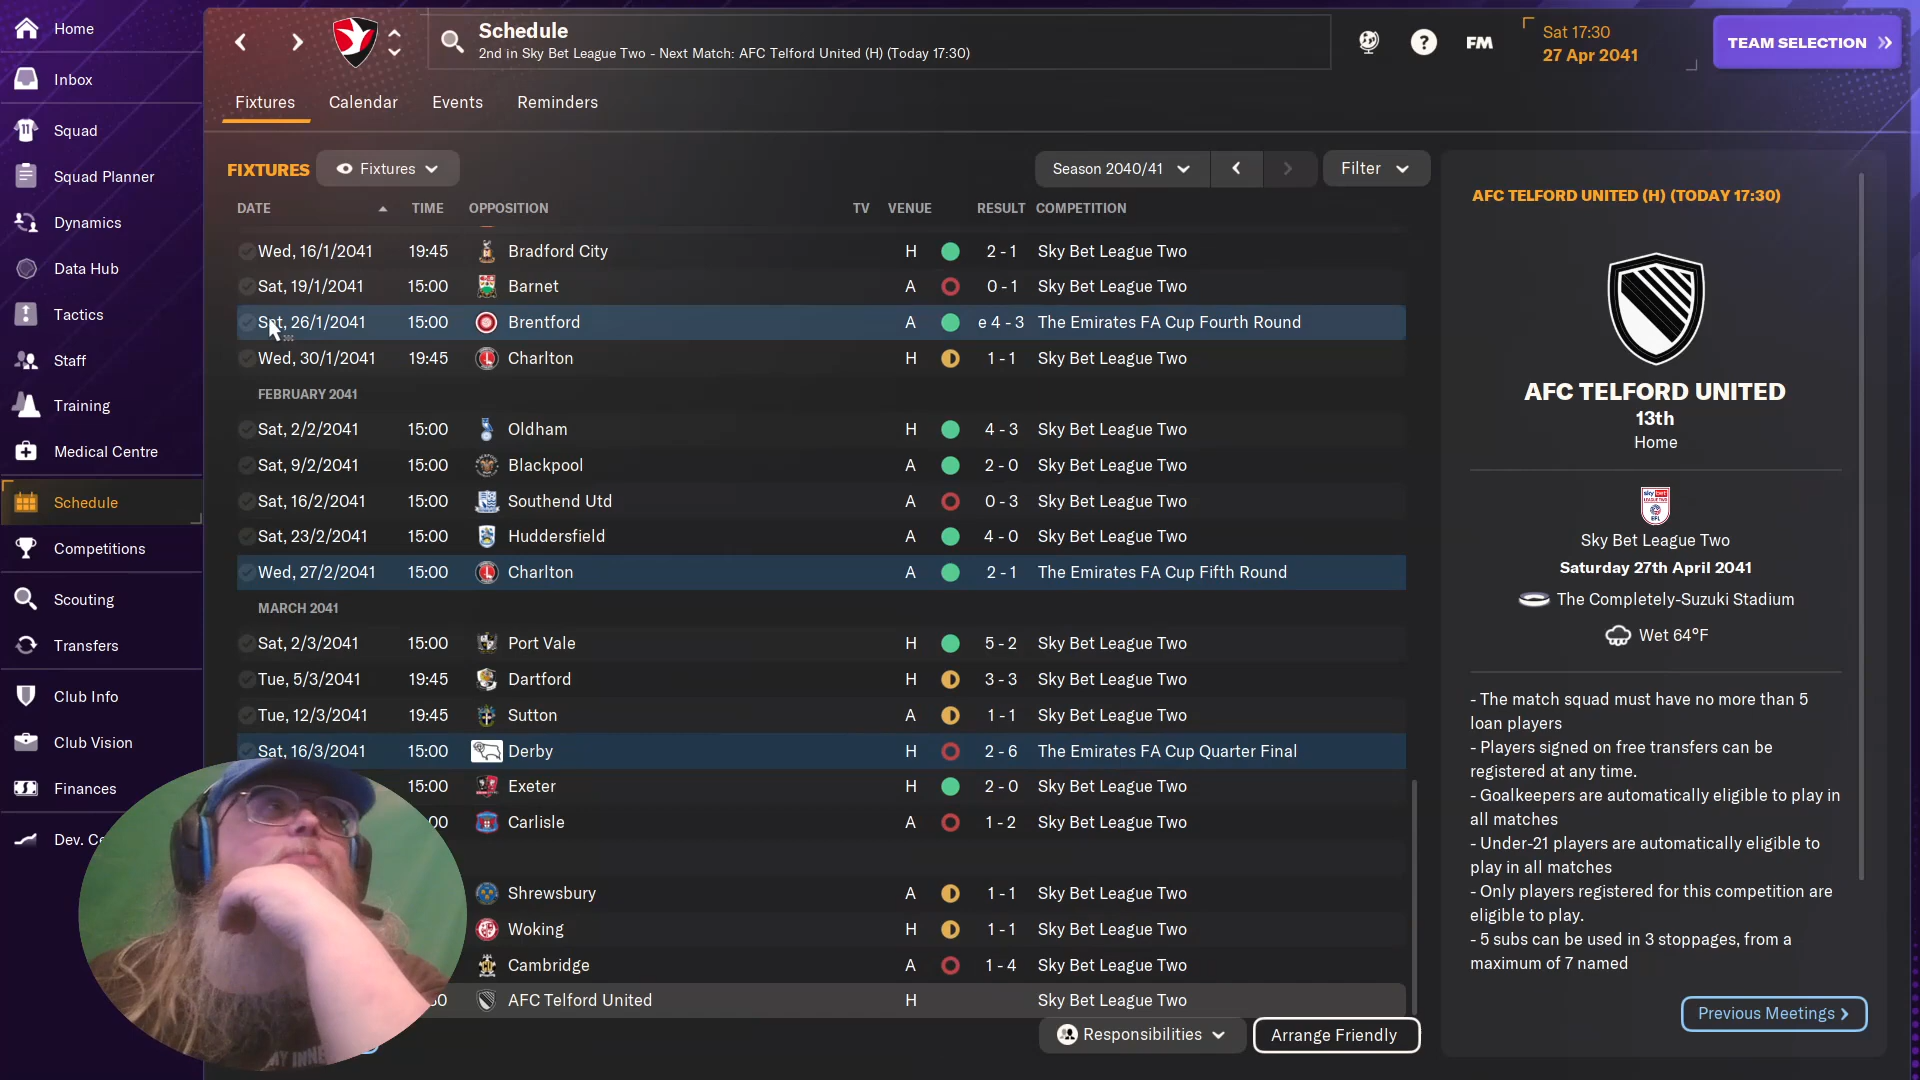 Home
Inbox
Squad
Squad Planner
Dynamics
Data Hub
Tactics
Staff
Training
Medical Centre
Schedule
Competitions
Scouting
Transfers
Club Info
Club Vision
Finances
Dev. Ce
Schedule
2nd in Sky Bet League Two - Next Match: AFC Telford United (H) (Today 17:30)
FM
Sat 17:30
27 Apr 2041
TEAM SELECTION
Fixtures Calendar Events Reminders
FIXTURES Fixtures Season 2040/41 Filter
DATE TIME OPPOSITION TV VENUE RESULT COMPETITION
Wed, 16/1/2041 19:45 Bradford City H 2 - 1 Sky Bet League Two
Sat, 19/1/2041 15:00 Barnet A 0 - 1 Sky Bet League Two
Sat, 26/1/2041 15:00 Brentford A e 4 - 3 The Emirates FA Cup Fourth Round
Wed, 30/1/2041 19:45 Charlton H 1 - 1 Sky Bet League Two
FEBRUARY 2041
Sat, 2/2/2041 15:00 Oldham H 4 - 3 Sky Bet League Two
Sat, 9/2/2041 15:00 Blackpool A 2 - 0 Sky Bet League Two
Sat, 16/2/2041 15:00 Southend Utd A 0 - 3 Sky Bet League Two
Sat, 23/2/2041 15:00 Huddersfield A 4 - 0 Sky Bet League Two
Wed, 27/2/2041 15:00 Charlton A 2 - 1 The Emirates FA Cup Fifth Round
MARCH 2041
Sat, 2/3/2041 15:00 Port Vale H 5 - 2 Sky Bet League Two
Tue, 5/3/2041 19:45 Dartford H 3 - 3 Sky Bet League Two
Tue, 12/3/2041 19:45 Sutton A 1 - 1 Sky Bet League Two
Sat, 16/3/2041 15:00 Derby H 2 - 6 The Emirates FA Cup Quarter Final
15:00 Exeter H 2 - 0 Sky Bet League Two
00 Carlisle A 1 - 2 Sky Bet League Two
Shrewsbury A 1 - 1 Sky Bet League Two
Woking H 1 - 1 Sky Bet League Two
Cambridge A 1 - 4 Sky Bet League Two
30 AFC Telford United H Sky Bet League Two
Responsibilities Arrange Friendly
AFC TELFORD UNITED (H) (TODAY 17:30)
AFC TELFORD UNITED
13th
Home
Sky Bet League Two
Saturday 27th April 2041
The Completely-Suzuki Stadium
Wet 64°F
- The match squad must have no more than 5
loan players
- Players signed on free transfers can be
registered at any time.
- Goalkeepers are automatically eligible to play in
all matches
- Under-21 players are automatically eligible to
play in all matches
- Only players registered for this competition are
eligible to play.
- 5 subs can be used in 3 stoppages, from a
maximum of 7 named
Previous Meetings